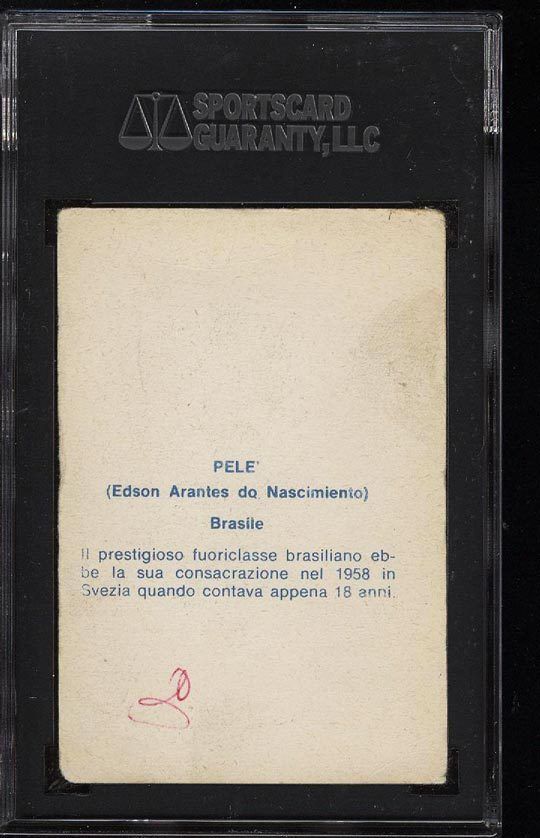 SPORTSCARD
GUARANTY, LLC
PELE'
(Edson Arantes do Nascimiento)
Brasile
Il prestigioso fuoriclasse brasiliano eb-
be la sua consacrazione nel 1958 in
Svezia quando contava appena 18 anni.